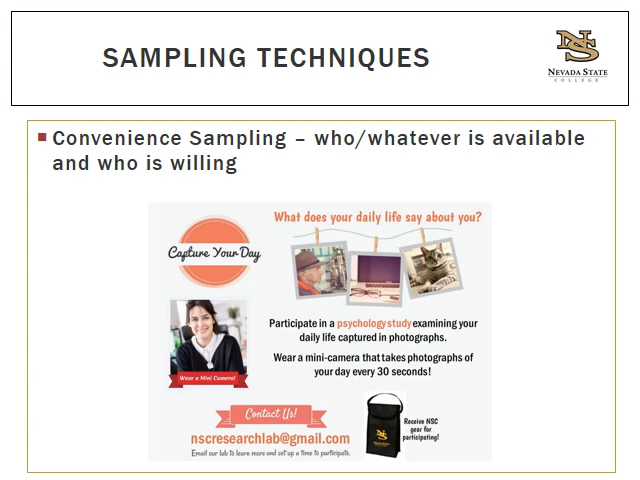 SAMPLING TECHNIQUES
NS
NEVADA STATE
COLLEGE
Convenience Sampling – who/whatever is available
and who is willing
What does your daily life say about you?
Capture Your Day
Wear a Mini Camera!
Participate in a psychology study examining your
daily life captured in photographs.
Wear a mini-camera that takes photographs of
your day every 30 seconds!
Contact Us!
nscresearchlab@gmail.com
Email our lab to learn more and set up a time to participate.
NS
Receive NSC
gear for
participating!